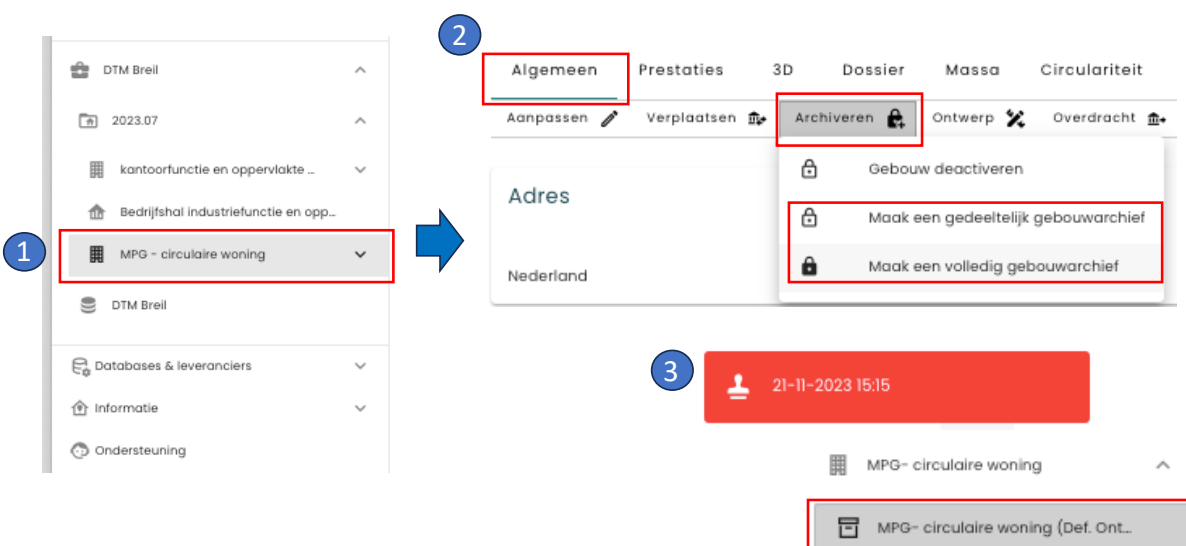 DTM Breil
2023.07
kantoorfunctie en oppervlakte ...
Bedrijfshal industriefunctie en opp...
1
MPG - circulaire woning
DTM Breil
Databases & leveranciers
Informatie
Ondersteuning
2
Algemeen Prestaties 3D Dossier Massa Circulariteit
Aanpassen Verplaatsen Archiveren Ontwerp Overdracht
Gebouw deactiveren
Maak een gedeeltelijk gebouwarchief
Maak een volledig gebouwarchief
Adres
Nederland
3
21-11-2023 15:15
MPG- circulaire woning
MPG- circulaire woning (Def. Ont...